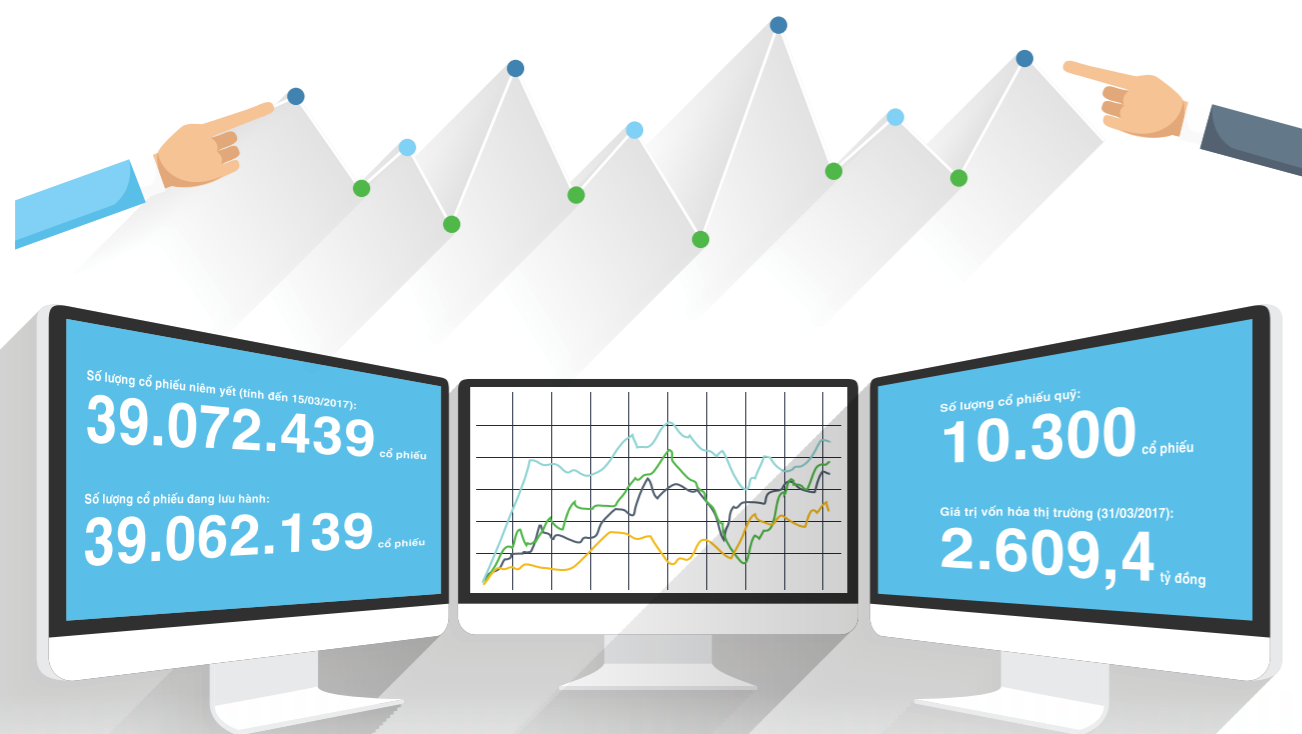 Số lượng cổ phiếu niêm yết (tính đến 15/03/2017):
39.072.439 cổ phiếu
Số lượng cổ phiếu đang lưu hành:
39.062.139 cổ phiếu
Số lượng cổ phiếu quỹ:
10.300 cổ phiếu
Giá trị vốn hóa thị trường (31/03/2017):
2.609,4 tỷ đồng